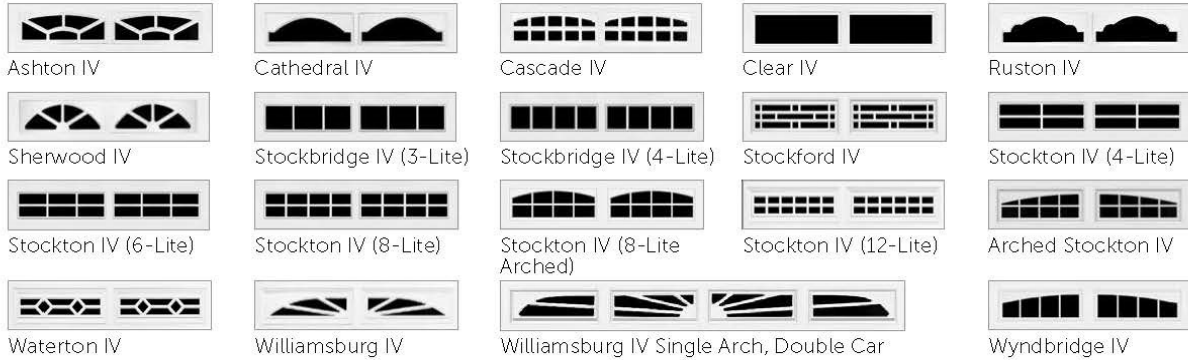 Ashton IV
Cathedral IV
Cascade IV
Clear IV
Ruston IV
Sherwood IV
Stockbridge IV (3-Lite)
Stockbridge IV (4-Lite)
Stockford IV
Stockton IV (4-Lite)
Stockton IV (6-Lite)
Stockton IV (8-Lite)
Stockton IV (8-Lite
Arched)
Stockton IV (12-Lite)
Arched Stockton IV
Waterton IV
Williamsburg IV
Williamsburg IV Single Arch, Double Car
Wyndbridge IV